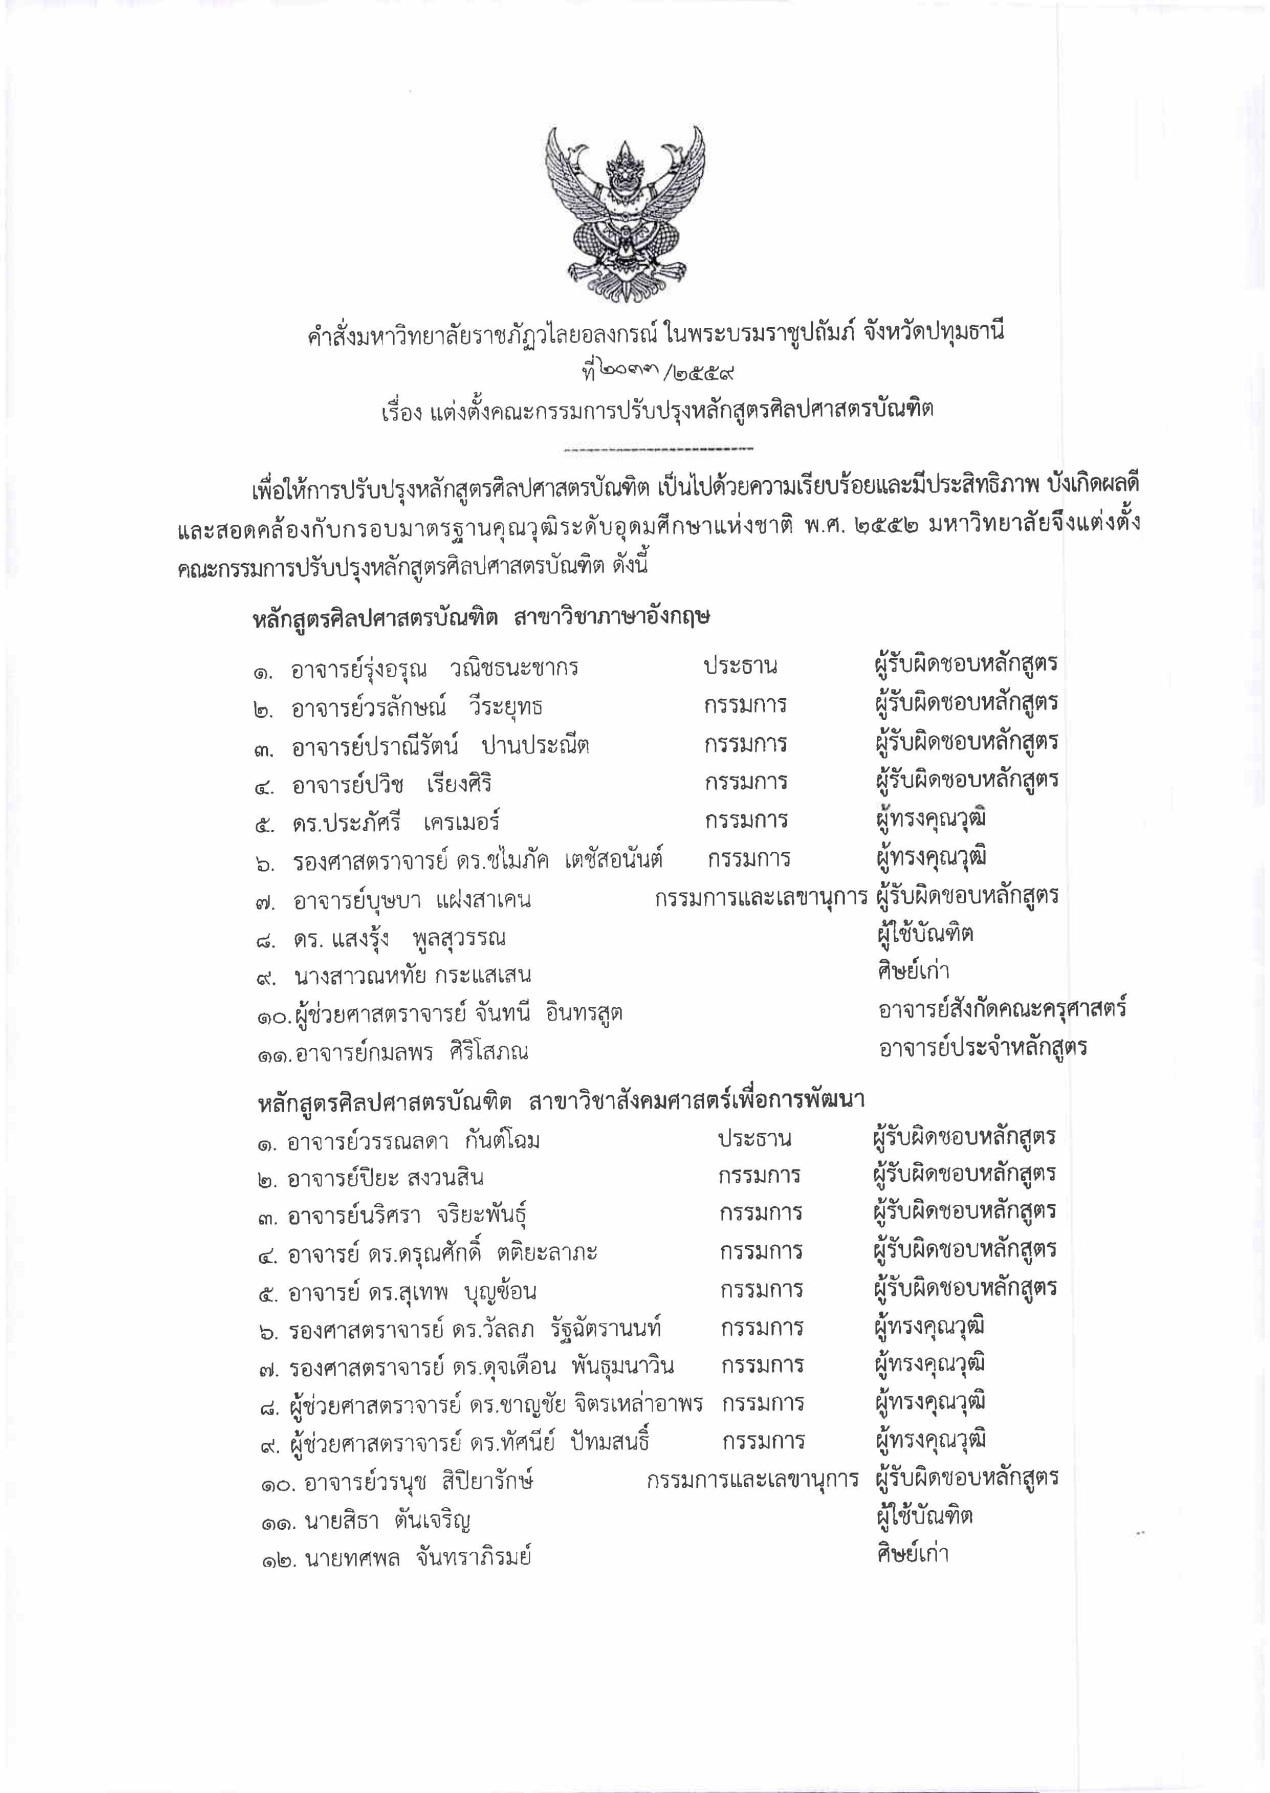 คำสั่งมหาวิทยาลัยราชภัฏวไลยอลงกรณ์ ในพระบรมราชูปถัมภ์ จังหวัดปทุมธานี
ที่๒๐๓๓/๒๕๕๙
เรื่อง แต่งตั้งคณะกรรมการปรับปรุงหลักสูตรศิลปศาสตรบัณฑิต
เพื่อให้การปรับปรุงหลักสูตรศิลปศาสตรบัณฑิต เป็นไปด้วยความเรียบร้อยและมีประสิทธิภาพ บังเกิดผลดี
และสอดคล้องกับกรอบมาตรฐานคุณวุฒิระดับอุดมศึกษาแห่งชาติ พ.ศ. ๒๕๕๒ มหาวิทยาลัยจึงแต่งตั้ง
คณะกรรมการปรับปรุงหลักสูตรศิลปศาสตรบัณฑิต ดังนี้
หลักสูตรศิลปศาสตรบัณฑิต สาขาวิชาภาษาอังกฤษ
๑. อาจารย์รุ่งอรุณ วณิชธนะชากร ประธาน ผู้รับผิดชอบหลักสูตร
๒. อาจารย์วรลักษณ์ วีระยุทธ กรรมการ ผู้รับผิดชอบหลักสูตร
๓. อาจารย์ปราณีรัตน์ ปานประณีต กรรมการ ผู้รับผิดชอบหลักสูตร
๔. อาจารย์ปวิช เรียงศิริ กรรมการ ผู้รับผิดชอบหลักสูตร
๕. ดร.ประภัศรี เครเมอร์ กรรมการ ผู้ทรงคุณวุฒิ
๖. รองศาสตราจารย์ ดร.ชไมภัค เตชัสอนันต์ กรรมการ ผู้ทรงคุณวุฒิ
๗. อาจารย์บุษบา แฝงสาเคน กรรมการและเลขานุการ ผู้รับผิดชอบหลักสูตร
๘. ดร. แสงรุ้ง พูลสุวรรณ ผู้ใช้บัณฑิต
๙. นางสาวณหทัย กระแสเสน ศิษย์เก่า
๑๐.ผู้ช่วยศาสตราจารย์ จันทนี อินทรสูต อาจารย์สังกัดคณะครุศาสตร์
๑๑.อาจารย์กมลพร ศิริโสภณ อาจารย์ประจำหลักสูตร
หลักสูตรศิลปศาสตรบัณฑิต สาขาวิชาสังคมศาสตร์เพื่อการพัฒนา
๑. อาจารย์วรรณลดา กันต์โฉม ประธาน ผู้รับผิดชอบหลักสูตร
๒. อาจารย์ปิยะ สงวนสิน กรรมการ ผู้รับผิดชอบหลักสูตร
๓. อาจารย์นริศรา จริยะพันธุ์ กรรมการ ผู้รับผิดชอบหลักสูตร
๔. อาจารย์ ดร.ดรุณศักดิ์ ตติยะลาภะ กรรมการ ผู้รับผิดชอบหลักสูตร
๕. อาจารย์ ดร.สุเทพ บุญซ้อน กรรมการ ผู้รับผิดชอบหลักสูตร
๖. รองศาสตราจารย์ ดร.วัลลภ รัฐฉัตรานนท์ กรรมการ ผู้ทรงคุณวุฒิ
๗. รองศาสตราจารย์ ดร.ดุจเดือน พันธุมนาวิน กรรมการ ผู้ทรงคุณวุฒิ
๘. ผู้ช่วยศาสตราจารย์ ดร.ชาญชัย จิตรเหล่าอาพร กรรมการ ผู้ทรงคุณวุฒิ
๙. ผู้ช่วยศาสตราจารย์ ดร.ทัศนีย์ ปัทมสนธิ์ กรรมการ ผู้ทรงคุณวุฒิ
๑๐. อาจารย์วรนุช สิปิยารักษ์ กรรมการและเลขานุการ ผู้รับผิดชอบหลักสูตร
๑๑. นายสิธา ตันเจริญ ผู้ใช้บัณฑิต
๑๒. นายทศพล จันทราภิรมย์ ศิษย์เก่า